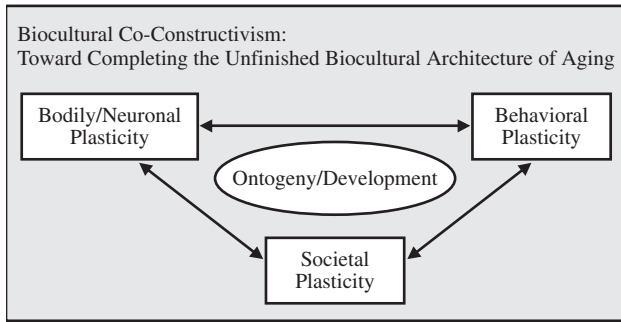 Biocultural Co-Constructivism:
Toward Completing the Unfinished Biocultural Architecture of Aging
Bodily/Neuronal
Plasticity
Behavioral
Plasticity
Ontogeny/Development
Societal
Plasticity